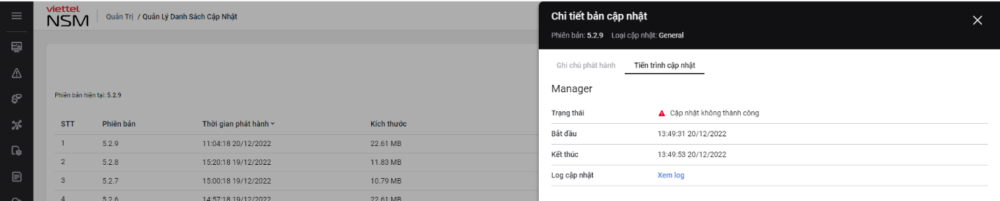 viettel
NSM
Quản Trị / Quản Lý Danh Sách Cập Nhật
Phiên bản hiện tại: 5.2.9
STT Phiên bản Thời gian phát hành Kích thước
1 5.2.9 11:04:18 20/12/2022 22.61 MB
2 5.2.8 15:20:18 19/12/2022 11.83 MB
3 5.2.7 15:00:18 19/12/2022 10.79 MB
4 5.2.6 14:57:18 19/12/2022 22.61 MB
Chi tiết bản cập nhật
Phiên bản: 5.2.9 Loại cập nhật: General
Ghi chú phát hành Tiến trình cập nhật
Manager
Trạng thái Cập nhật không thành công
Bắt đầu 13:49:31 20/12/2022
Kết thúc 13:49:53 20/12/2022
Log cập nhật Xem log